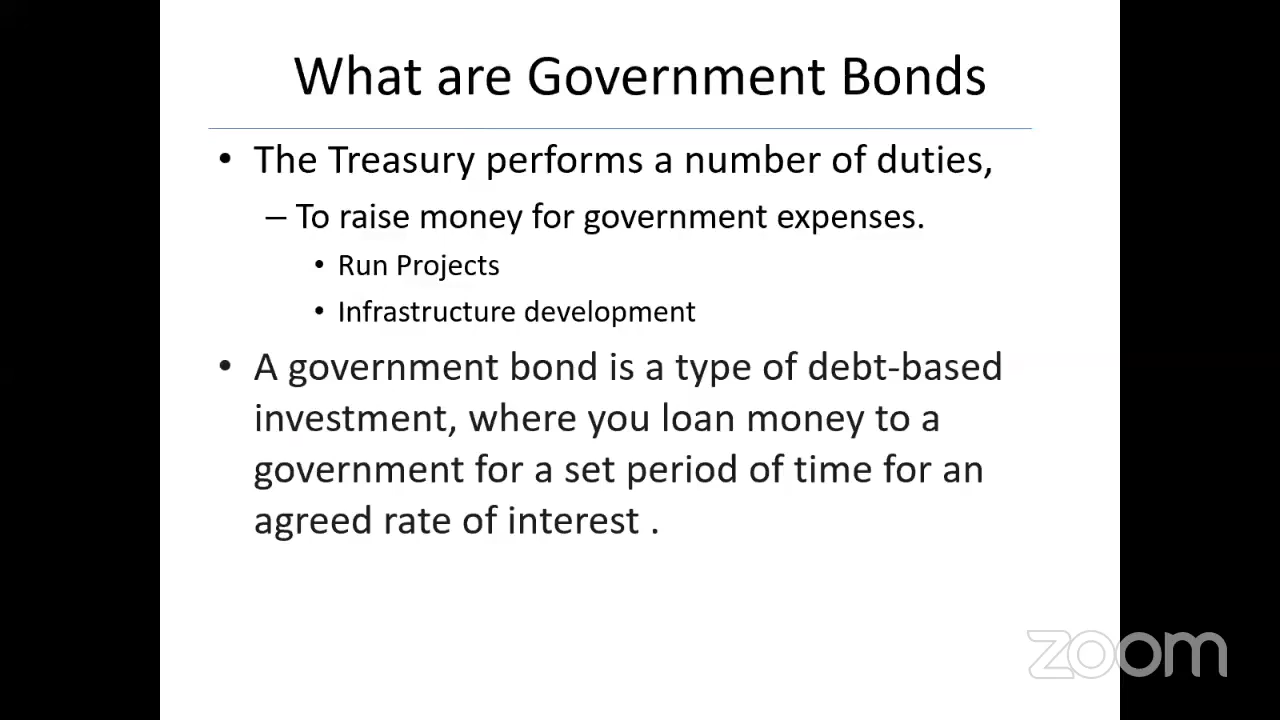 What are Government Bonds
• The Treasury performs a number of duties,
– To raise money for government expenses.
• Run Projects
• Infrastructure development
• A government bond is a type of debt-based
investment, where you loan money to a
government for a set period of time for an
agreed rate of interest .
zoom